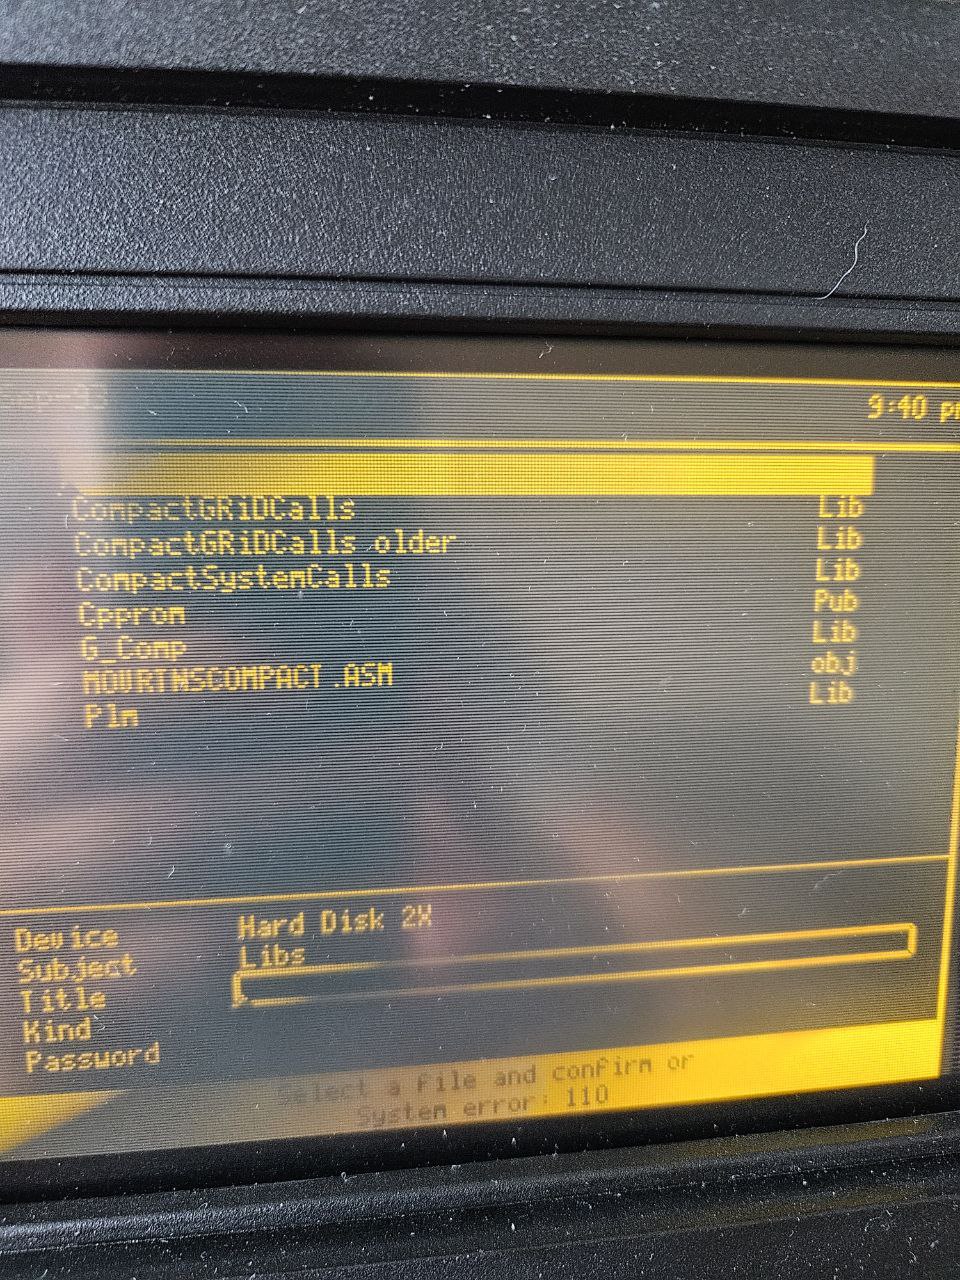 9:40 pm
CompactGRiDCalls Lib
CompactGRiDCalls older Lib
CompactSystemCalls Lib
Cpprom Pub
G_Comp Lib
MOVRTNSCOMPACT.ASM obj
Plm Lib
Device Hard Disk 2X
Subject Libs
Title
Kind
Password
Select a file and confirm or
System error: 110